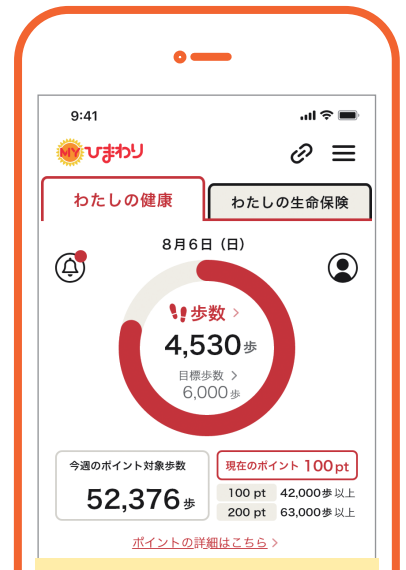 9:41
MY ひまわり
わたしの健康
わたしの生命保険
8月6日（日）
歩数 >
4,530歩
目標歩数 >
6,000歩
今週のポイント対象歩数
52,376歩
現在のポイント 100pt
100 pt 42,000歩以上
200 pt 63,000歩以上
ポイントの詳細はこちら >